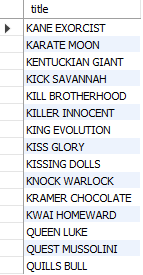 title
KANE EXORCIST
KARATE MOON
KENTUCKIAN GIANT
KICK SAVANNAH
KILL BROTHERHOOD
KILLER INNOCENT
KING EVOLUTION
KISS GLORY
KISSING DOLLS
KNOCK WARLOCK
KRAMER CHOCOLATE
KWAI HOMEWARD
QUEEN LUKE
QUEST MUSSOLINI
QUILLS BULL